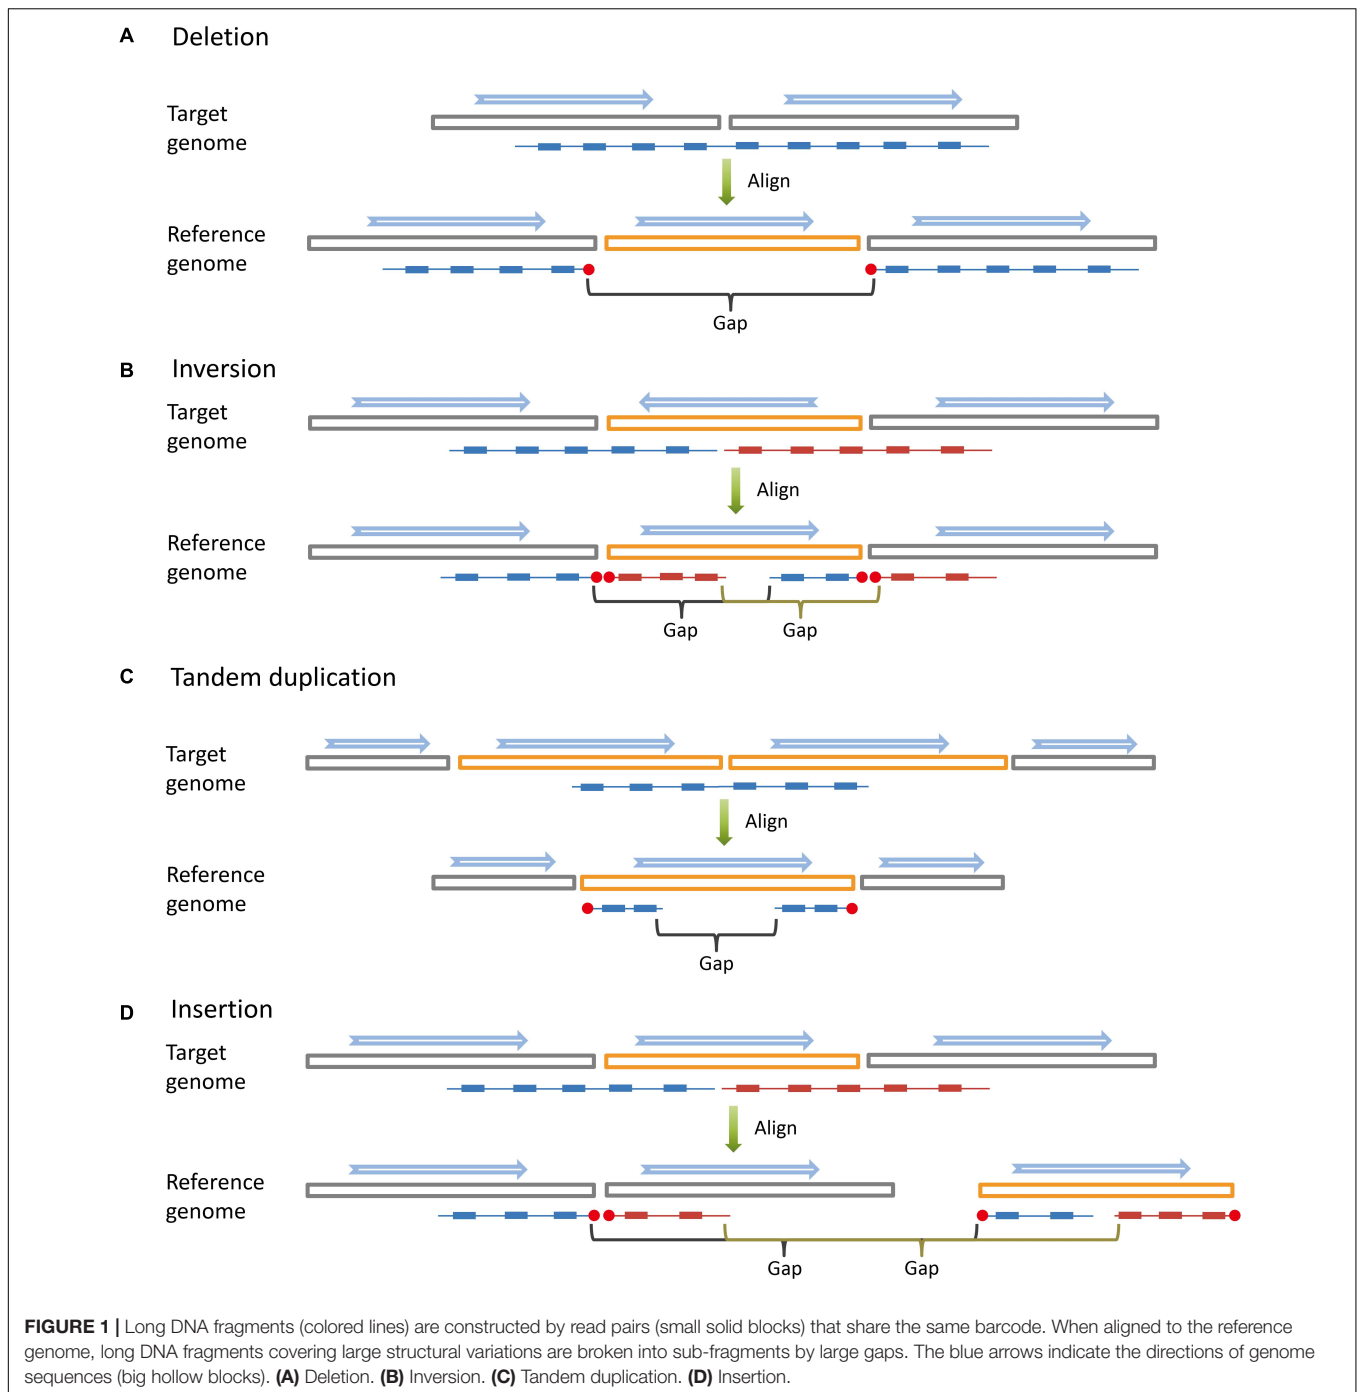 A Deletion
Target
genome
Align
Reference
genome
Gap
B Inversion
Target
genome
Align
Reference
genome
Gap Gap
C Tandem duplication
Target
genome
Align
Reference
genome
Gap
D Insertion
Target
genome
Align
Reference
genome
Gap Gap
FIGURE 1 | Long DNA fragments (colored lines) are constructed by read pairs (small solid blocks) that share the same barcode. When aligned to the reference
genome, long DNA fragments covering large structural variations are broken into sub-fragments by large gaps. The blue arrows indicate the directions of genome
sequences (big hollow blocks). (A) Deletion. (B) Inversion. (C) Tandem duplication. (D) Insertion.